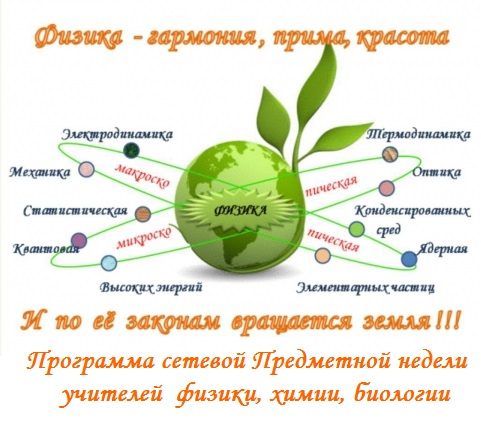 Физика - гармония, прима, красота
Электродинамика
Термодинамика
Механика
макроско
пическая
Оптика
Статистическая
ФИЗИКА
Конденсированных
сред
Квантовая
микроско
пическая
Ядерная
Высоких энергий
Элементарных частиц
И по её законам вращается земля!!!
Программа сетевой Предметной недели
учителей физики, химии, биологии